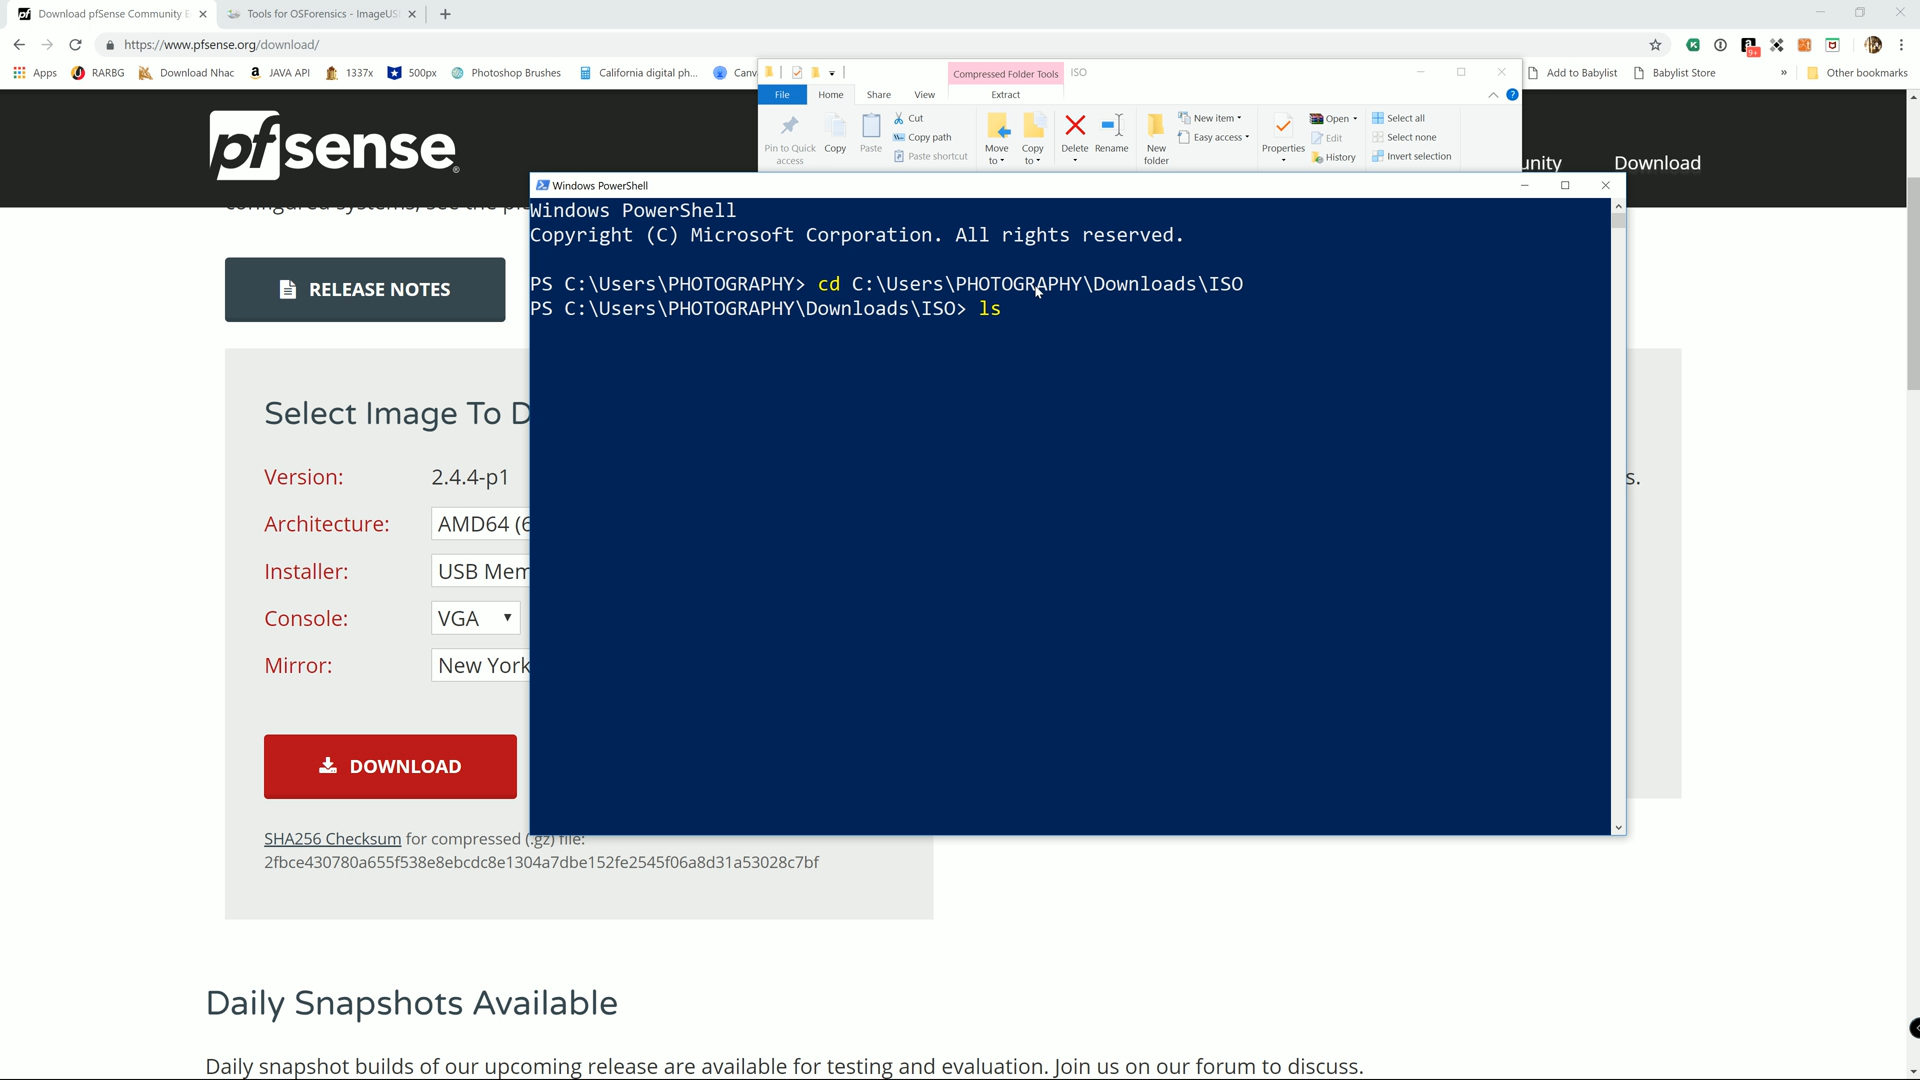 Download pfSense Community E
Tools for OSForensics - ImageUS
https://www.pfsense.org/download/
9+
Apps
RARBG
Download Nhac
JAVA API
1337x
500px
Photoshop Brushes
California digital ph...
Canv
Add to Babylist
Babylist Store
»
Other bookmarks
Compressed Folder Tools
ISO
File
Home
Share
View
Extract
Pin to Quick access
Copy
Paste
Cut
Copy path
Paste shortcut
Move to
Copy to
Delete
Rename
New folder
New item
Easy access
Properties
Open
Edit
History
Select all
Select none
Invert selection
pfsense
unity
Download
Windows PowerShell
Windows PowerShell
Copyright (C) Microsoft Corporation. All rights reserved.
PS C:\Users\PHOTOGRAPHY> cd C:\Users\PHOTOGRAPHY\Downloads\ISO
PS C:\Users\PHOTOGRAPHY\Downloads\ISO> ls
RELEASE NOTES
Select Image To D
Version: 2.4.4-p1
s.
Architecture: AMD64 (6
Installer: USB Mem
Console: VGA
Mirror: New York
DOWNLOAD
SHA256 Checksum for compressed (.gz) file:
2fbce430780a655f538e8ebcdc8e1304a7dbe152fe2545f06a8d31a53028c7bf
Daily Snapshots Available
Daily snapshot builds of our upcoming release are available for testing and evaluation. Join us on our forum to discuss.